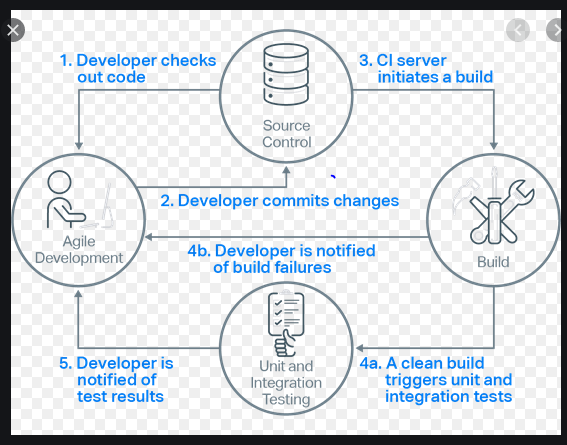 1. Developer checks
out code
3. CI server
initiates a build
Source
Control
2. Developer commits changes
Agile
Development
4b. Developer is notified
of build failures
Build
5. Developer is
notified of
test results
Unit and
Integration
Testing
4a. A clean build
triggers unit and
integration tests